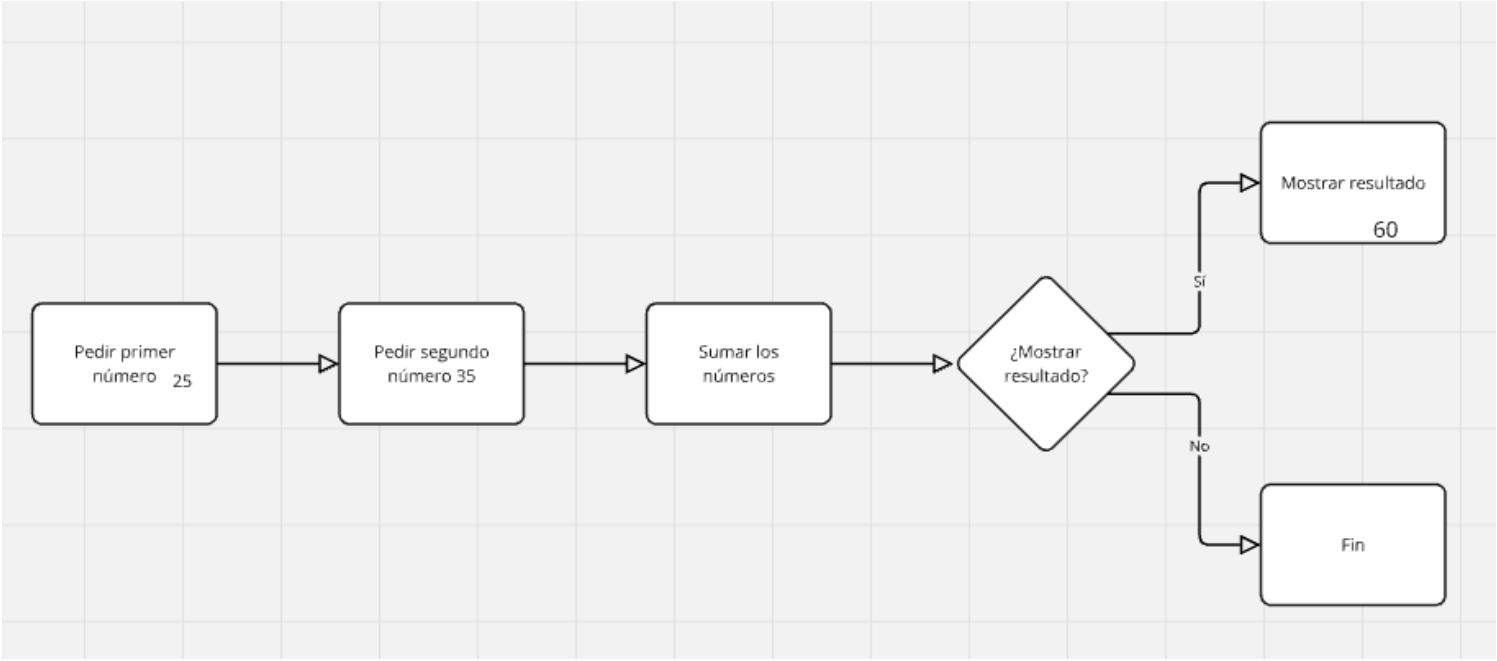 Pedir primer
número 25
Pedir segundo
número 35
Sumar los
números
¿Mostrar
resultado?
Sí
Mostrar resultado
60
No
Fin